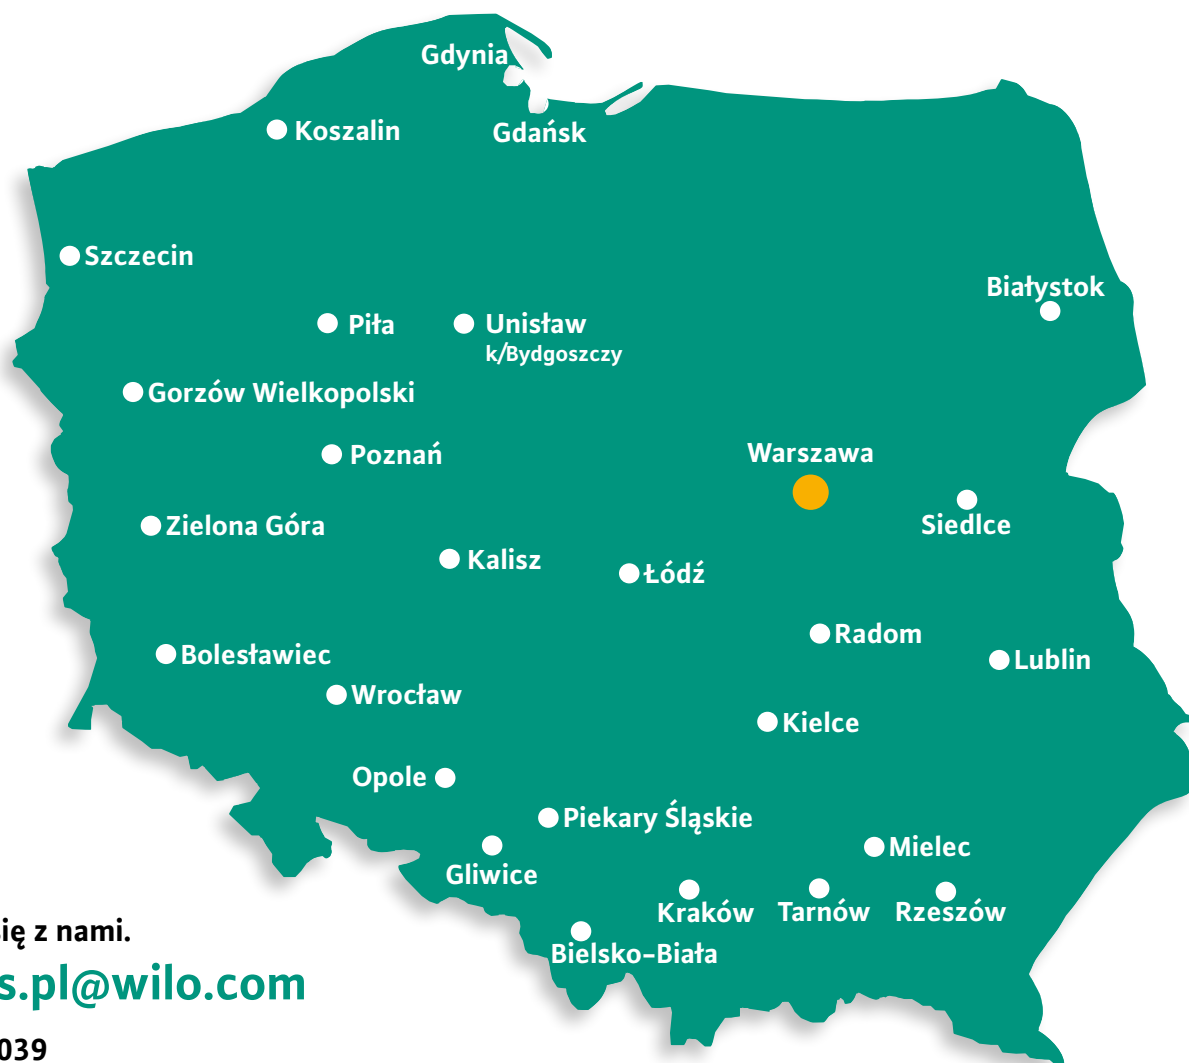 Gdynia
Koszalin
Gdańsk
Szczecin
Białystok
Piła
Unisław
k/Bydgoszczy
Gorzów Wielkopolski
Poznań
Warszawa
Siedlce
Zielona Góra
Kalisz
Łódź
Radom
Bolesławiec
Lublin
Wrocław
Kielce
Opole
Piekary Śląskie
Mielec
Gliwice
Kraków
Tarnów
Rzeszów
Bielsko-Biała
się z nami.
s.pl@wilo.com
039